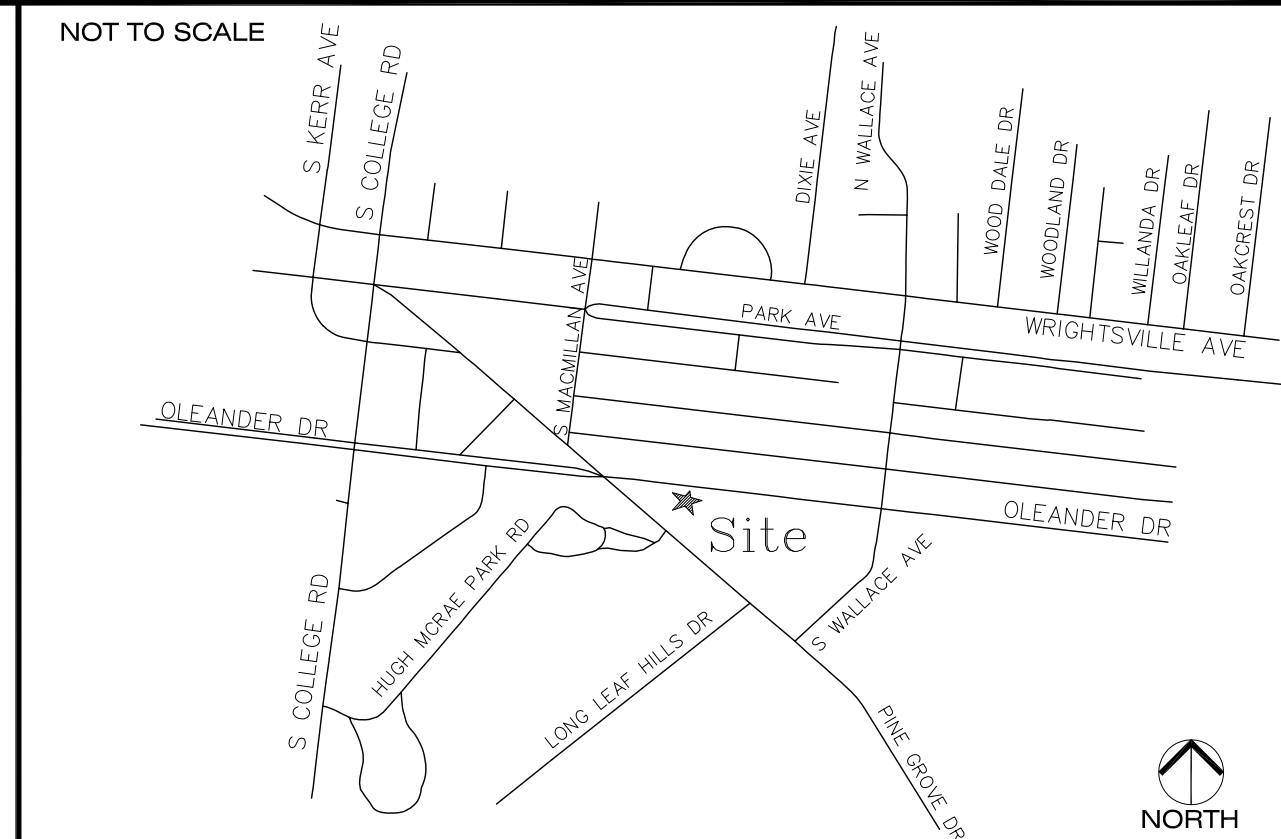 NOT TO SCALE
S KERR AVE
S COLLEGE RD
DIXIE AVE
N WALLACE AVE
WOOD DALE DR
WOODLAND DR
WILLANDA DR
OAKLEAF DR
OAKCREST DR
S MACMILLAN AVE
PARK AVE
WRIGHTSVILLE AVE
OLEANDER DR
Site
OLEANDER DR
HUGH MCRAE PARK RD
S WALLACE AVE
S COLLEGE RD
LONG LEAF HILLS DR
PINE GROVE DR
NORTH